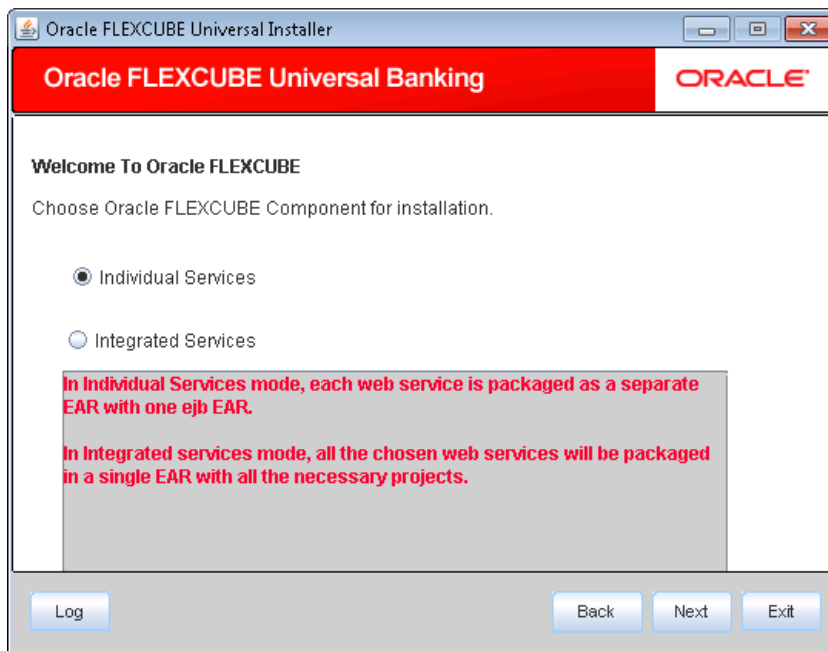 Oracle FLEXCUBE Universal Installer
Oracle FLEXCUBE Universal Banking
ORACLE®
Welcome To Oracle FLEXCUBE
Choose Oracle FLEXCUBE Component for installation.
Individual Services
Integrated Services
In Individual Services mode, each web service is packaged as a separate
EAR with one ejb EAR.
In Integrated services mode, all the chosen web services will be packaged
in a single EAR with all the necessary projects.
Log
Back
Next
Exit